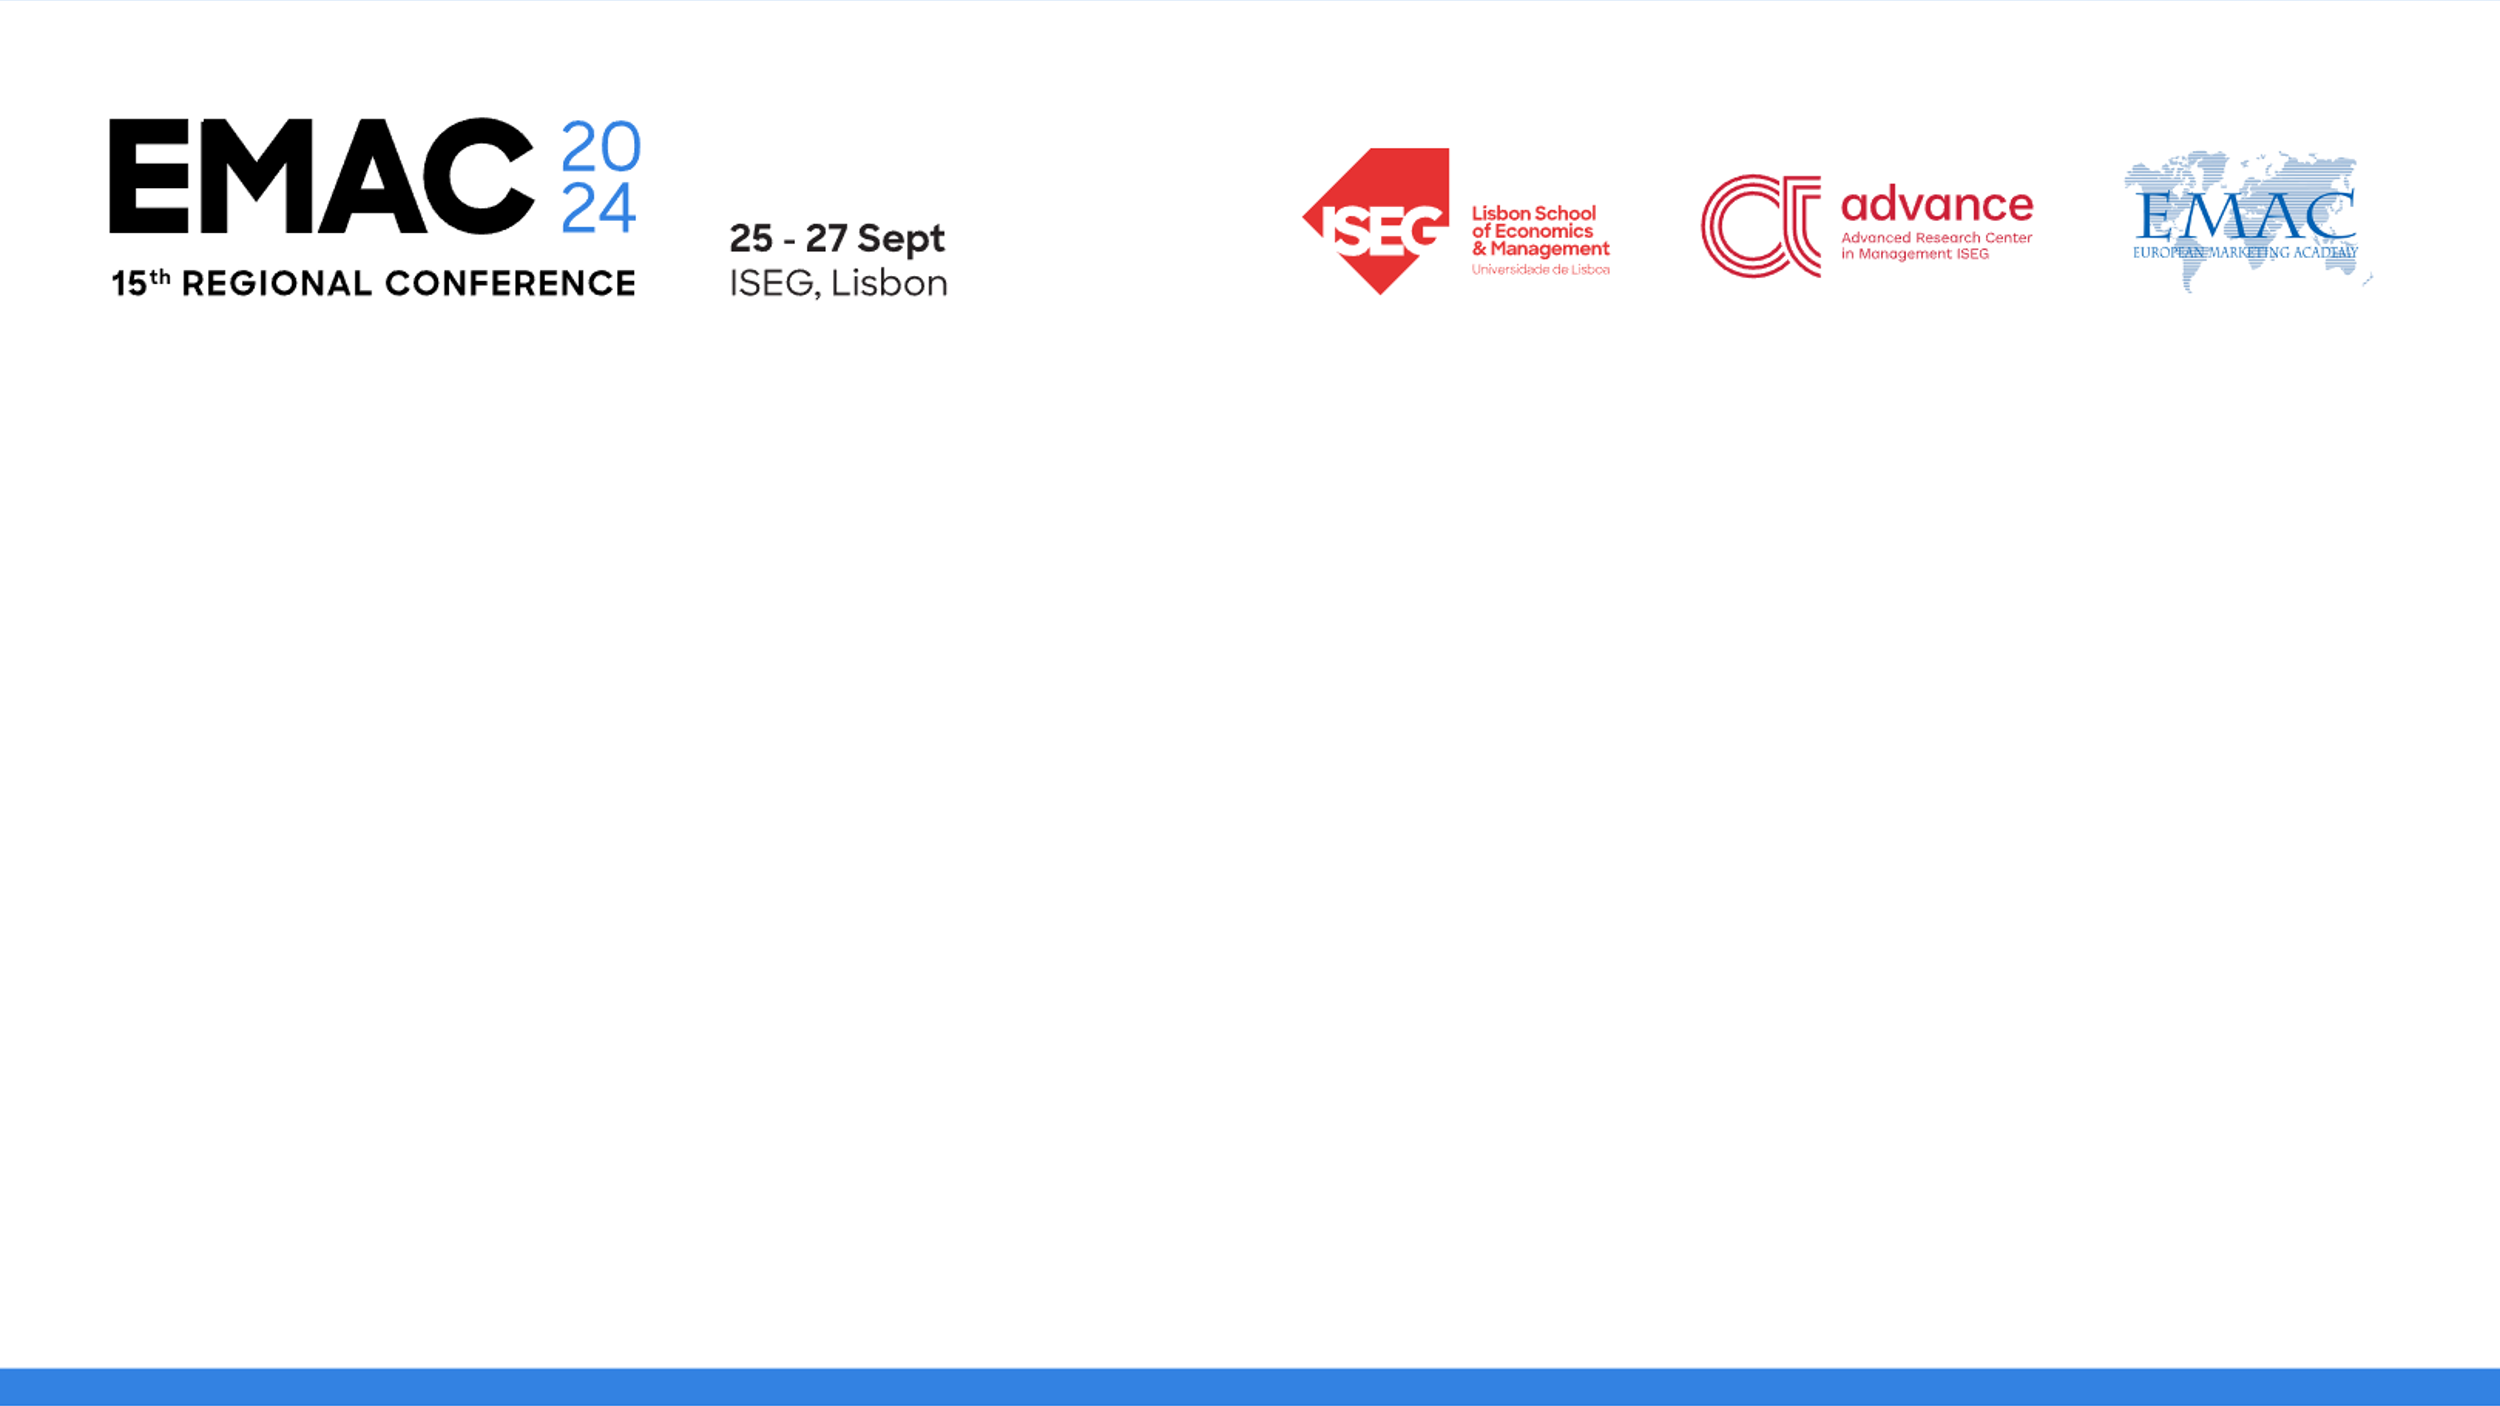 EMAC 20
24
15th REGIONAL CONFERENCE
25 - 27 Sept
ISEG, Lisbon
ISEG
Lisbon School
of Economics
& Management
Universidade de Lisboa
advance
Advanced Research Center
in Management ISEG
EMAC
EUROPEAN MARKETING ACADEMY